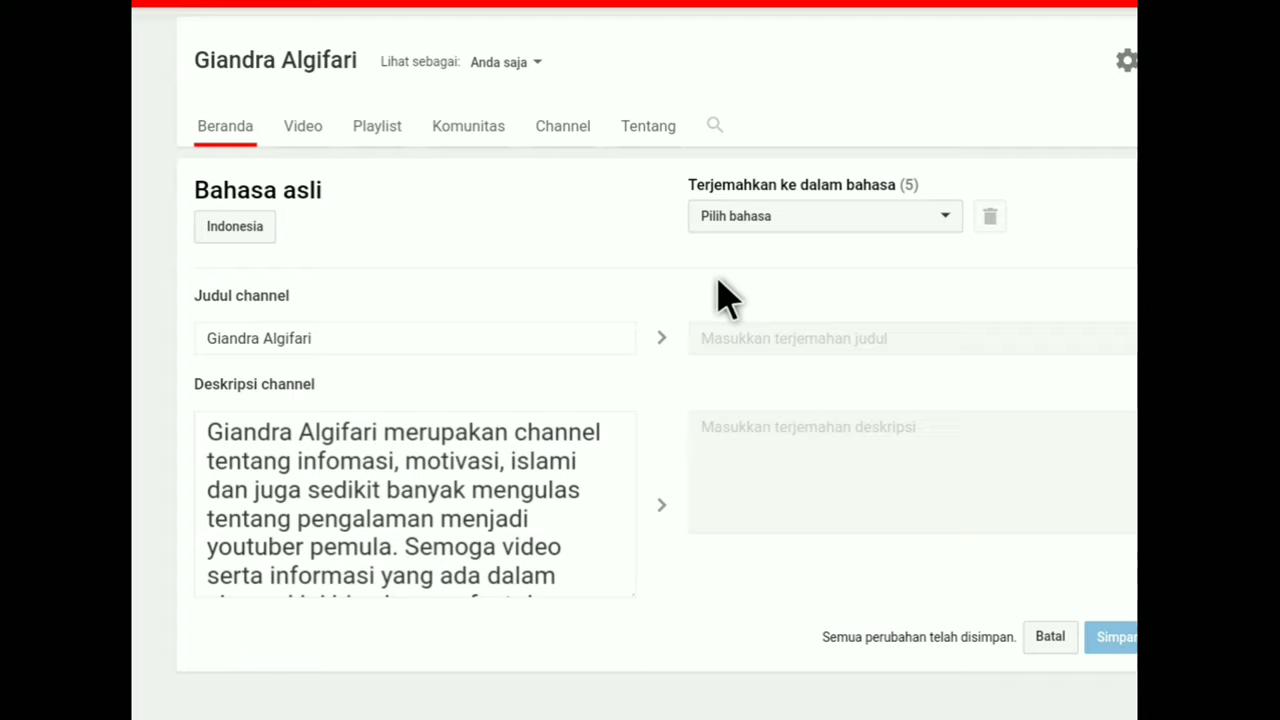 Giandra Algifari Lihat sebagai: Anda saja
Beranda Video Playlist Komunitas Channel Tentang
Bahasa asli
Indonesia
Terjemahkan ke dalam bahasa (5)
Pilih bahasa
Judul channel
Giandra Algifari
Masukkan terjemahan judul
Deskripsi channel
Giandra Algifari merupakan channel
tentang infomasi, motivasi, islami
dan juga sedikit banyak mengulas
tentang pengalaman menjadi
youtuber pemula. Semoga video
serta informasi yang ada dalam
Masukkan terjemahan deskripsi
Semua perubahan telah disimpan. Batal Simpan